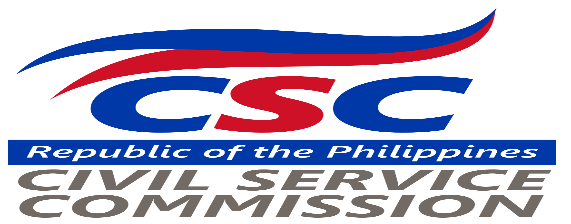 CSC
Republic of the Philippines
CIVIL SERVICE
COMMISSION